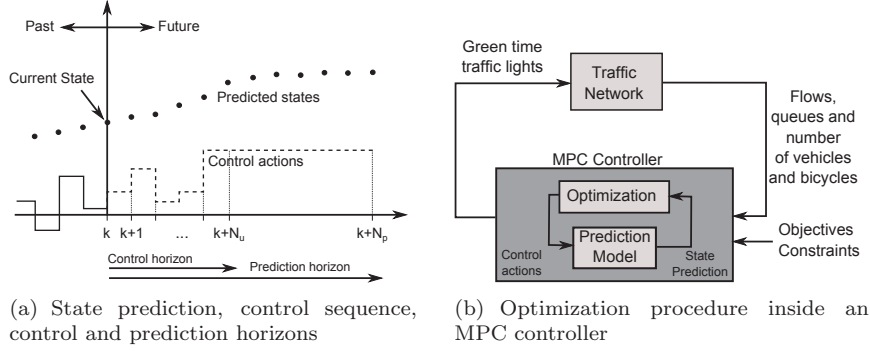 Past
Future
Current State
Predicted states
Control actions
k
k+1
...
k+Nu
k+Np
Control horizon
Prediction horizon
(a) State prediction, control sequence,
control and prediction horizons
Green time
traffic lights
Traffic
Network
Flows,
queues and
number
of vehicles
and bicycles
MPC Controller
Optimization
Prediction
Model
Control
actions
State
Prediction
Objectives
Constraints
(b) Optimization procedure inside an
MPC controller